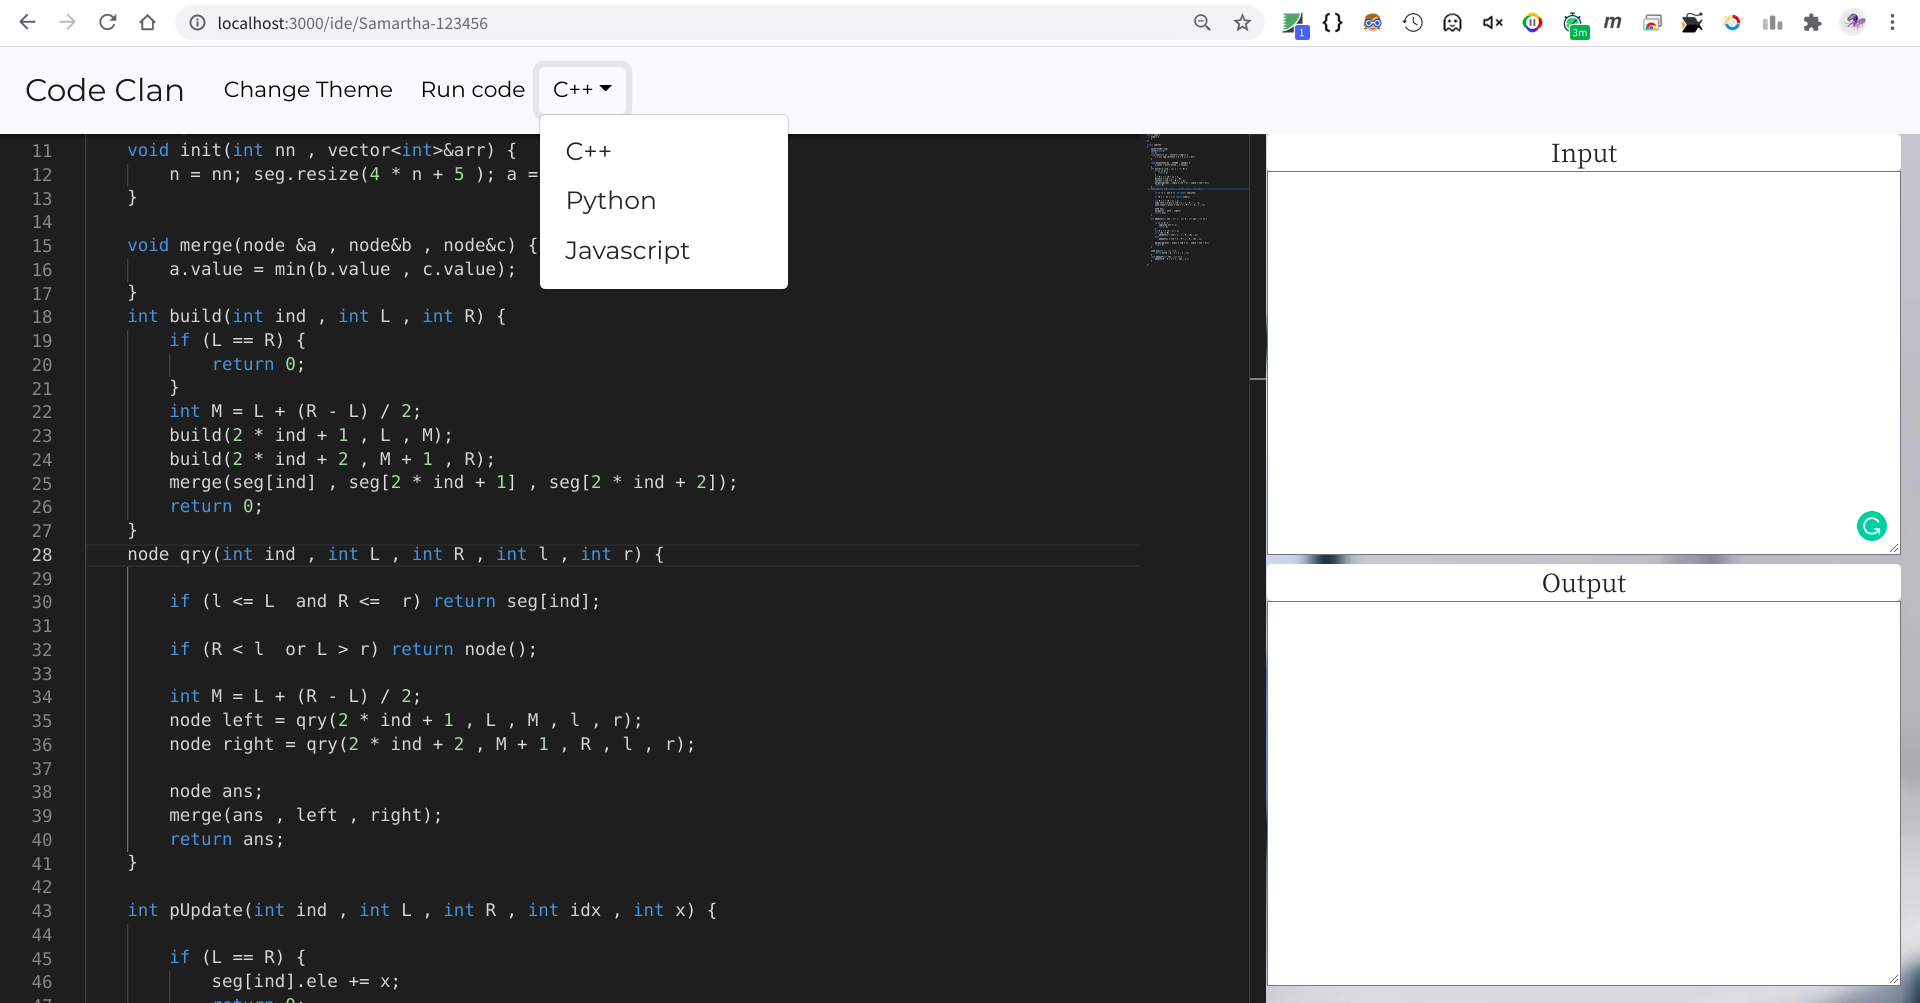 localhost:3000/ide/Samartha-123456
1
3m
m
Code Clan
Change Theme
Run code
C++
C++
Python
Javascript
11 void init(int nn , vector<int>&arr) {
12 n = nn; seg.resize(4 * n + 5 ); a =
13 }
14
15 void merge(node &a , node&b , node&c) {
16 a.value = min(b.value , c.value);
17 }
18 int build(int ind , int L , int R) {
19 if (L == R) {
20 return 0;
21 }
22 int M = L + (R - L) / 2;
23 build(2 * ind + 1 , L , M);
24 build(2 * ind + 2 , M + 1 , R);
25 merge(seg[ind] , seg[2 * ind + 1] , seg[2 * ind + 2]);
26 return 0;
27 }
28 node qry(int ind , int L , int R , int l , int r) {
29
30 if (l <= L  and R <=  r) return seg[ind];
31
32 if (R < l  or L > r) return node();
33
34 int M = L + (R - L) / 2;
35 node left = qry(2 * ind + 1 , L , M , l , r);
36 node right = qry(2 * ind + 2 , M + 1 , R , l , r);
37
38 node ans;
39 merge(ans , left , right);
40 return ans;
41 }
42
43 int pUpdate(int ind , int L , int R , int idx , int x) {
44
45 if (L == R) {
46 seg[ind].ele += x;
47 return 0;
Input
Output